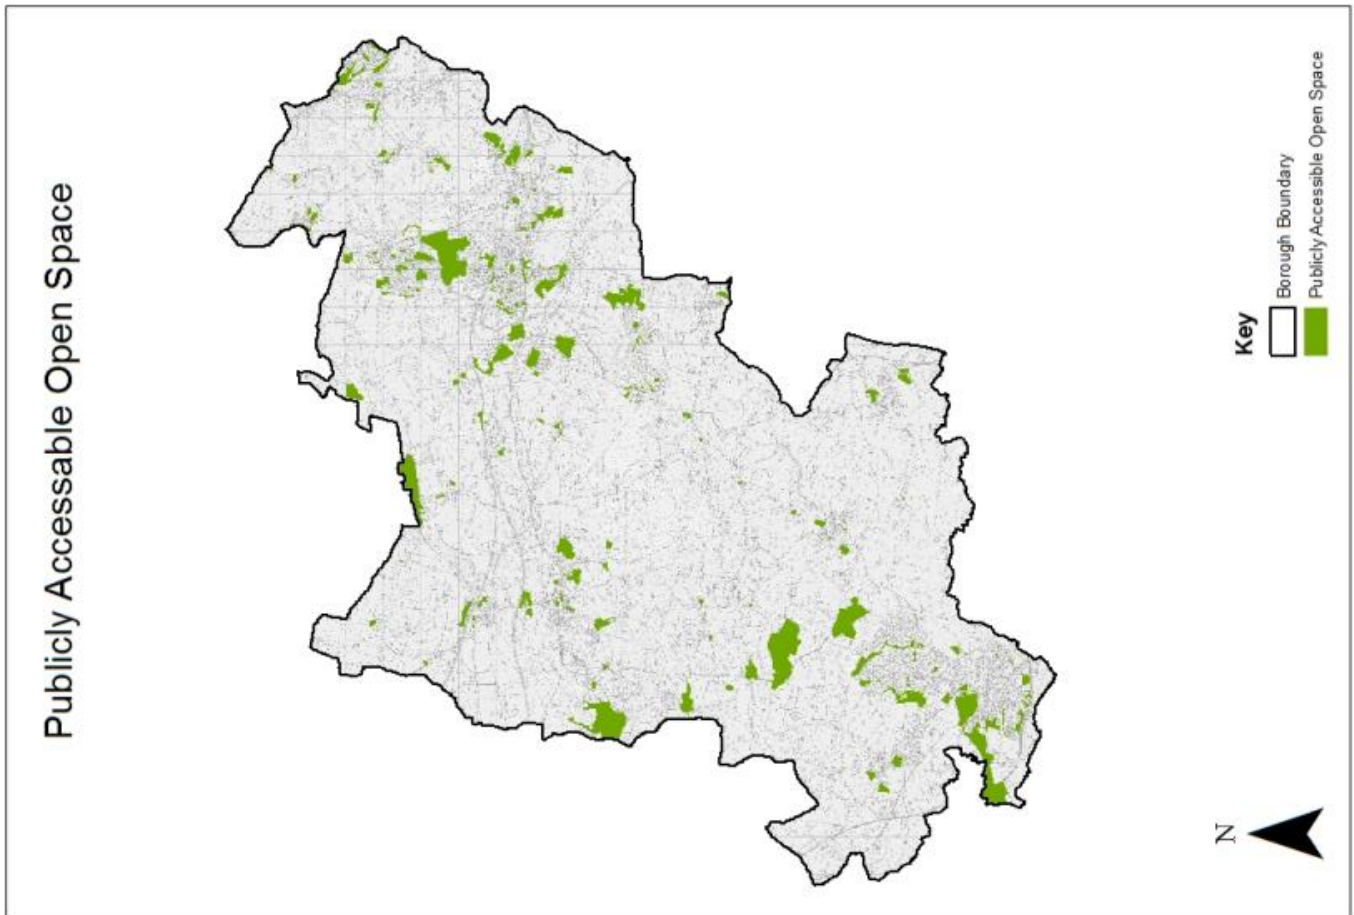 Publicly Accessable Open Space
Key
Borough Boundary
Publicly Accessible Open Space
N